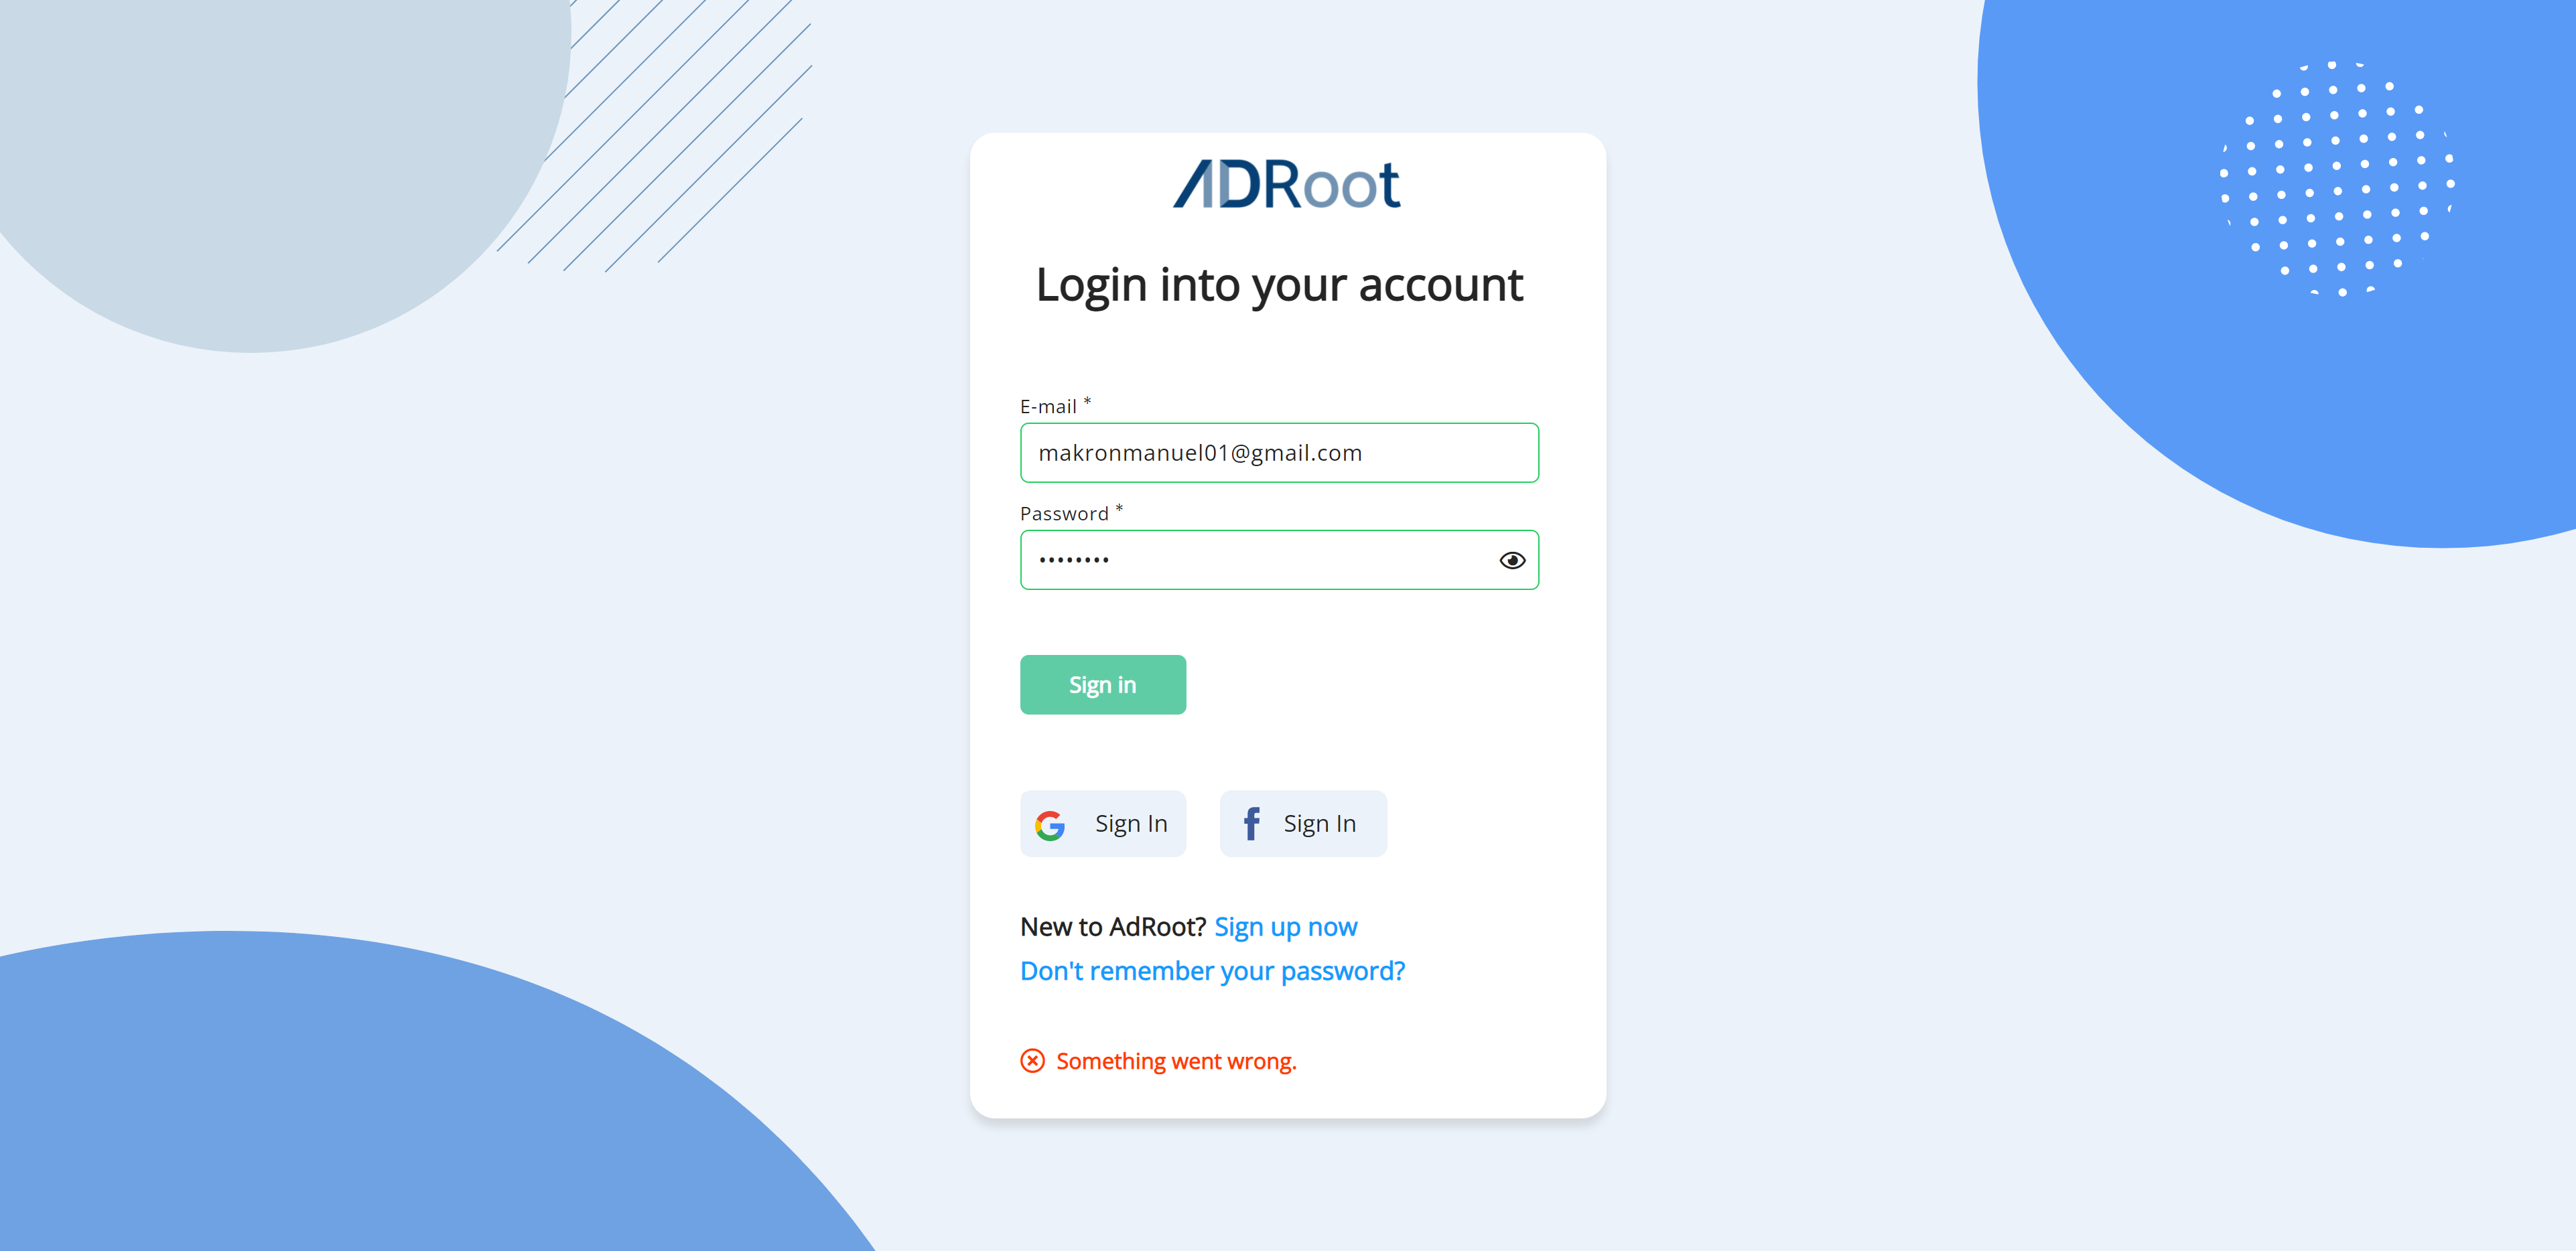 ADRoot
Login into your account
E-mail *
makronmanuel01@gmail.com
Password *
••••••••
Sign in
Sign In
Sign In
New to AdRoot? Sign up now
Don't remember your password?
Something went wrong.